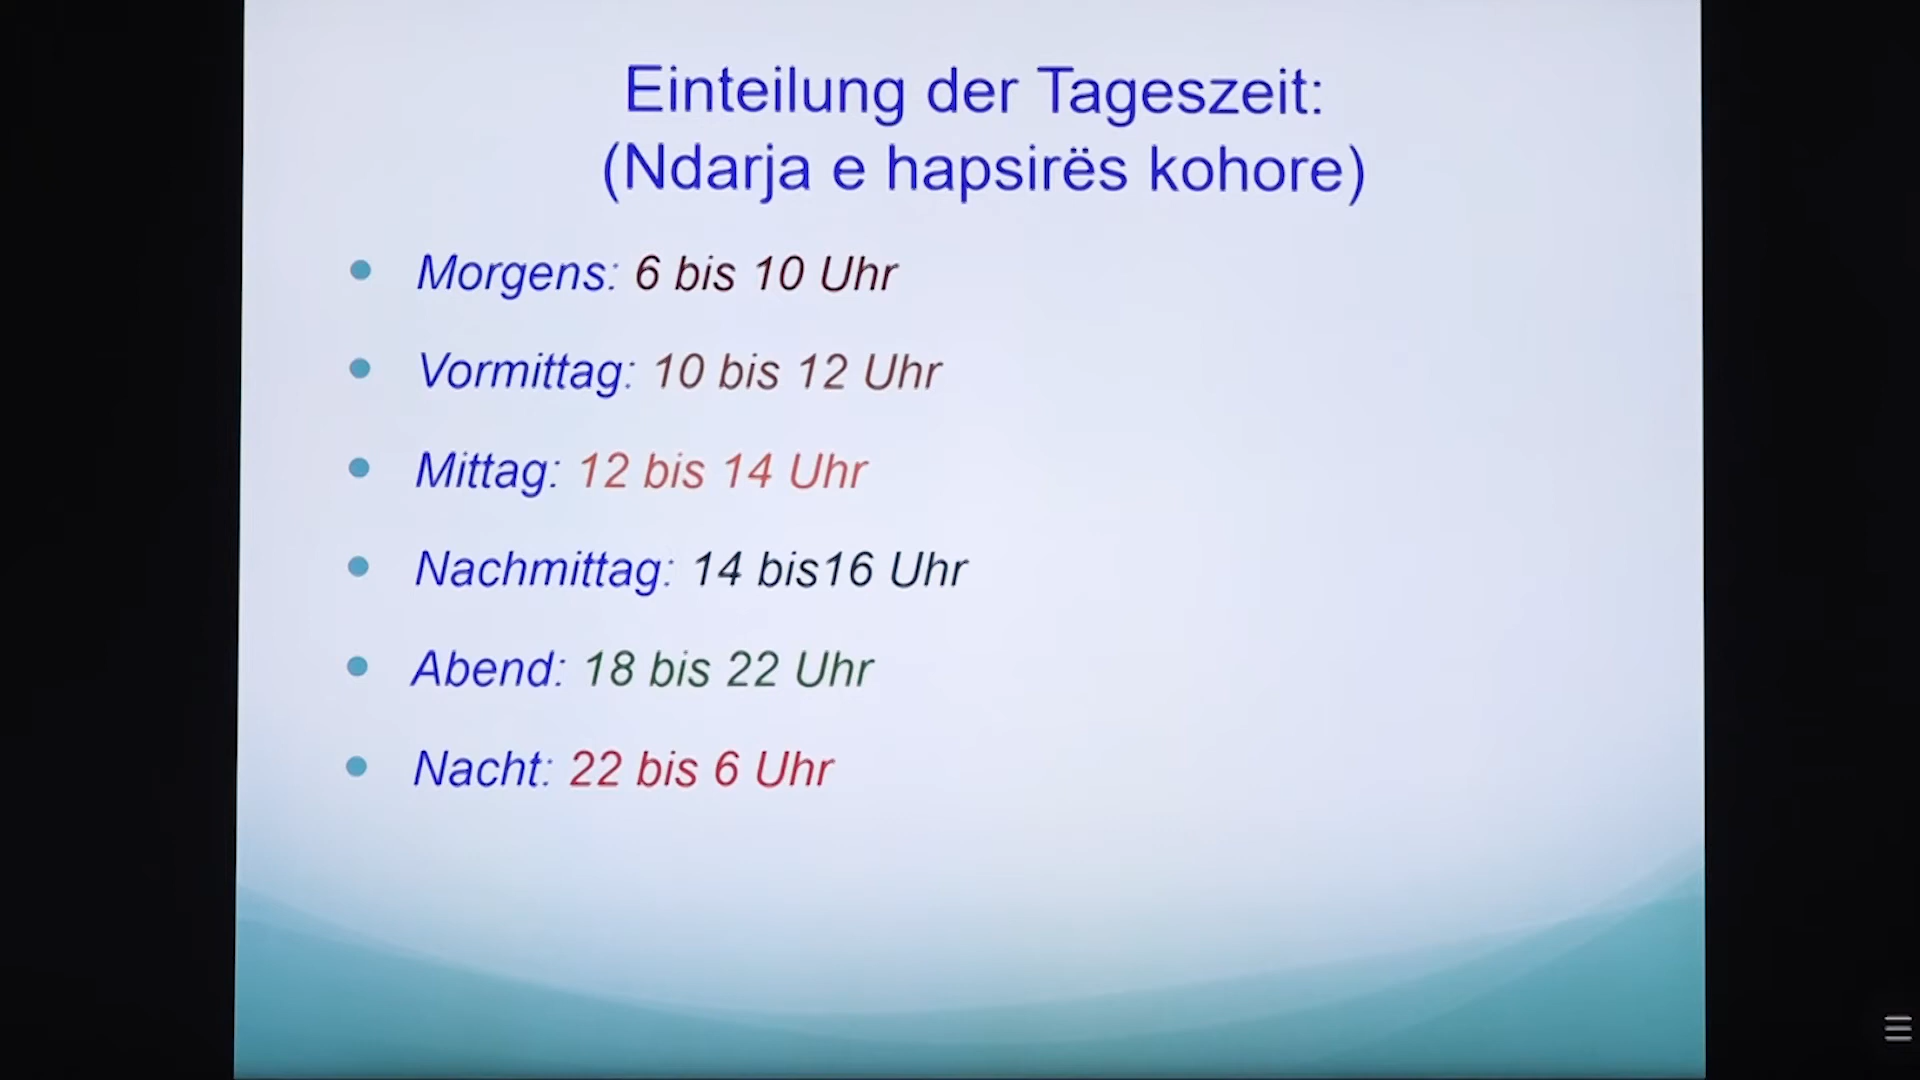 Einteilung der Tageszeit:
(Ndarja e hapsirës kohore)
Morgens: 6 bis 10 Uhr
Vormittag: 10 bis 12 Uhr
Mittag: 12 bis 14 Uhr
Nachmittag: 14 bis16 Uhr
Abend: 18 bis 22 Uhr
Nacht: 22 bis 6 Uhr